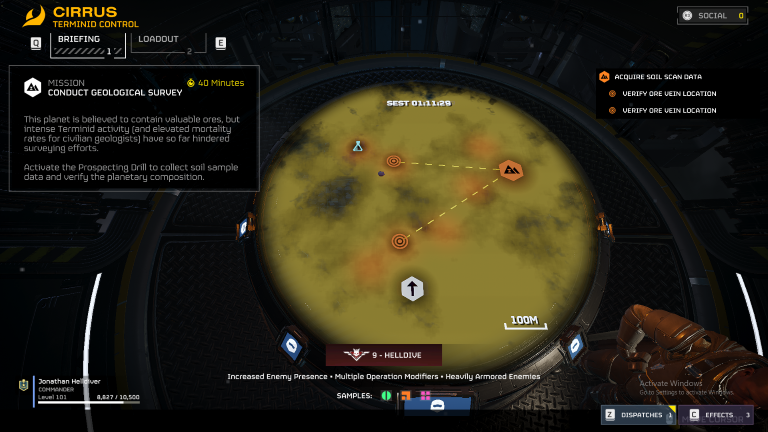 CIRRUS
TERMINID CONTROL
SOCIAL 0
Q
BRIEFING
1
LOADOUT
2
E
MISSION
40 Minutes
CONDUCT GEOLOGICAL SURVEY
This planet is believed to contain valuable ores, but
intense Terminid activity (and elevated mortality
rates for civilian geologists) have so far hindered
surveying efforts.
Activate the Prospecting Drill to collect soil sample
data and verify the planetary composition.
SEST 01:11:29
ACQUIRE SOIL SCAN DATA
VERIFY ORE VEIN LOCATION
VERIFY ORE VEIN LOCATION
100M
9 - HELLDIVE
Increased Enemy Presence • Multiple Operation Modifiers • Heavily Armored Enemies
SAMPLES:
Jonathan Helldiver
COMMANDER
Level 101
8,827 / 10,500
Activate Windows
Go to Settings to activate Windows.
Z
DISPATCHES 1
C
EFFECTS 3
MOVE CURSOR